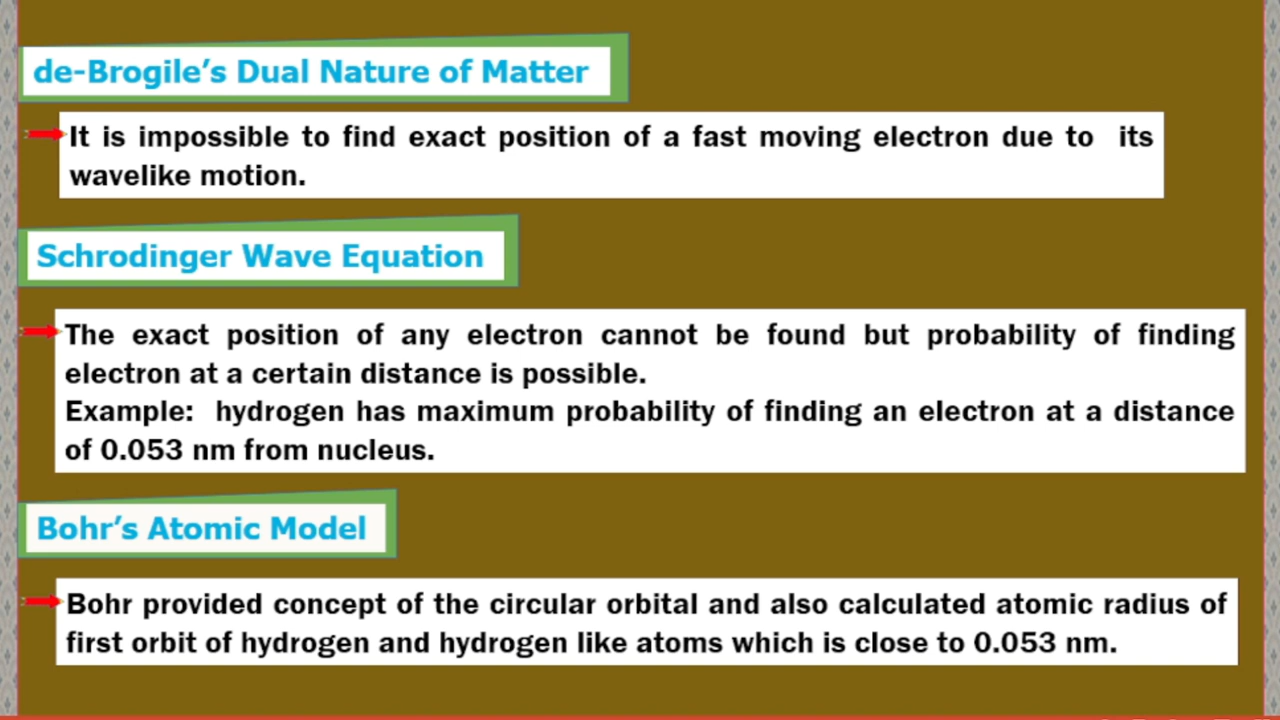 de-Brogile’s Dual Nature of Matter
It is impossible to find exact position of a fast moving electron due to its
wavelike motion.
Schrodinger Wave Equation
The exact position of any electron cannot be found but probability of finding
electron at a certain distance is possible.
Example: hydrogen has maximum probability of finding an electron at a distance
of 0.053 nm from nucleus.
Bohr’s Atomic Model
Bohr provided concept of the circular orbital and also calculated atomic radius of
first orbit of hydrogen and hydrogen like atoms which is close to 0.053 nm.